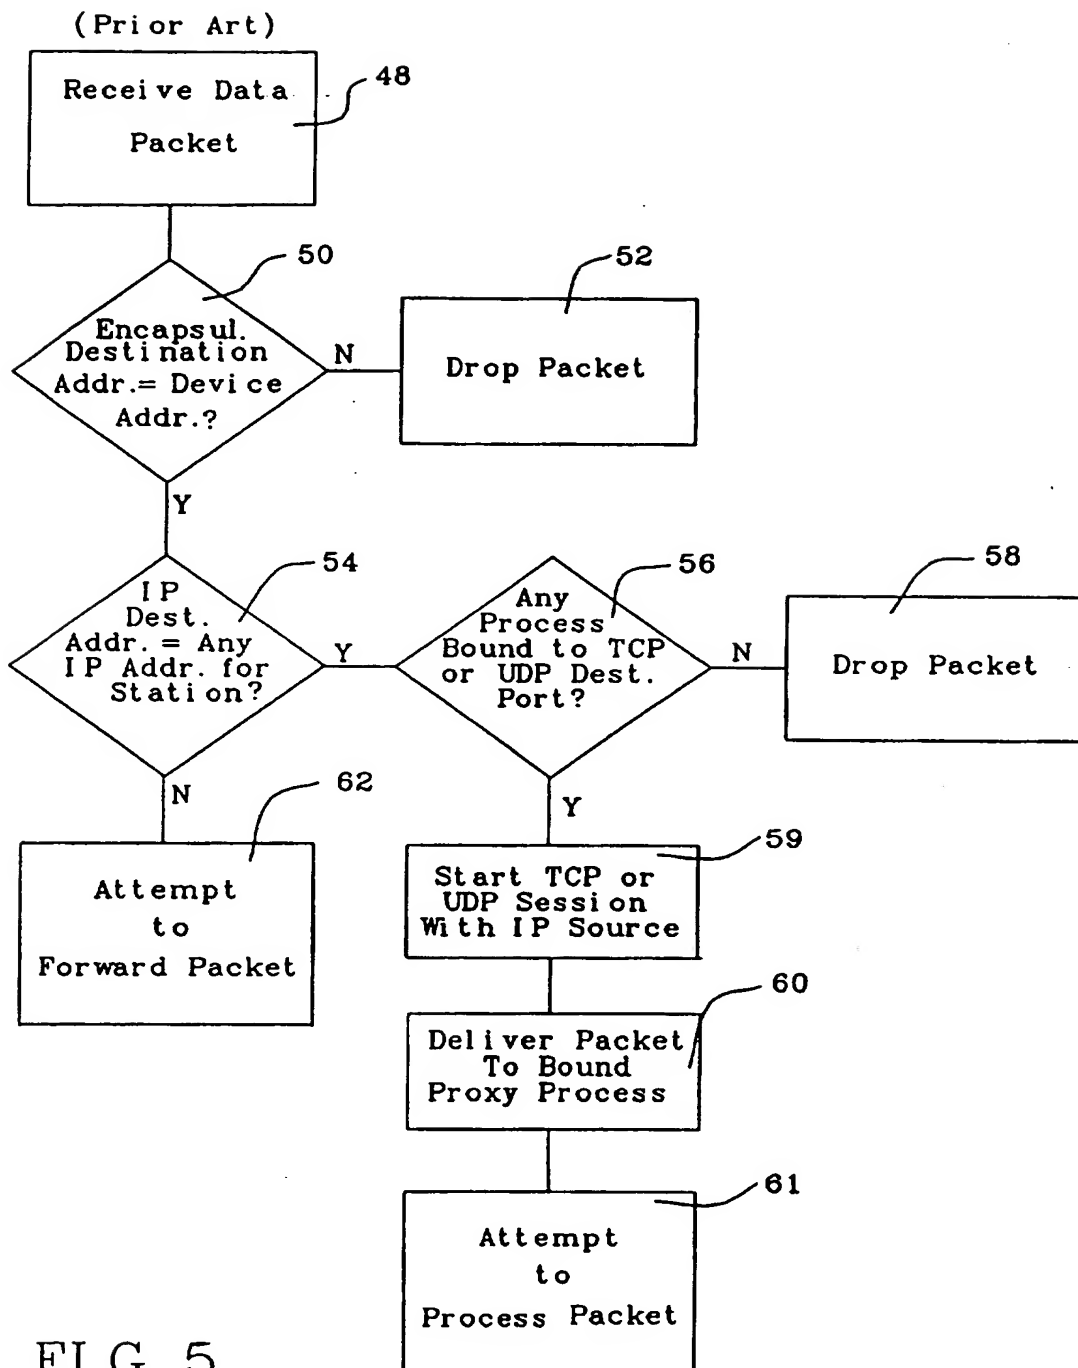 (Prior Art)
Receive Data
Packet
48
50
Encapsul.
Destination
Addr.= Device
Addr.?
N
52
Drop Packet
Y
54
IP
Dest.
Addr. = Any
IP Addr. for
Station?
Y
56
Any
Process
Bound to TCP
or UDP Dest.
Port?
N
58
Drop Packet
N
62
Attempt
to
Forward Packet
Y
59
Start TCP or
UDP Session
With IP Source
60
Deliver Packet
To Bound
Proxy Process
61
Attempt
to
Process Packet
FIG. 5